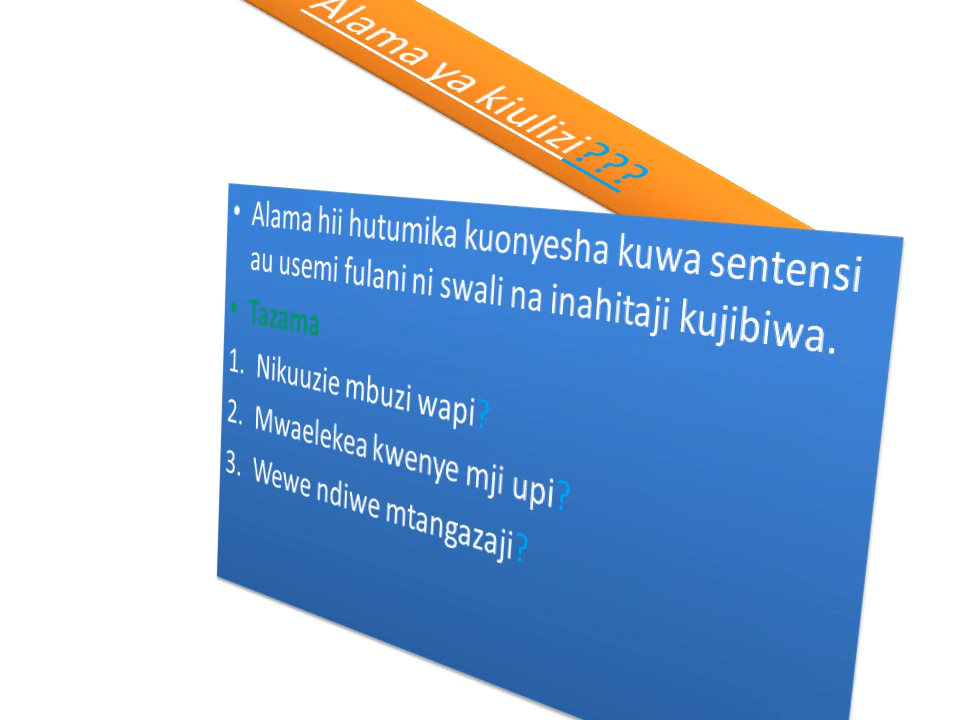 Alama ya kiulizi???
• Alama hii hutumika kuonyesha kuwa sentensi
au usemi fulani ni swali na inahitaji kujibiwa.
• Tazama
1. Nikuuzie mbuzi wapi?
2. Mwaelekea kwenye mji upi?
3. Wewe ndiwe mtangazaji?